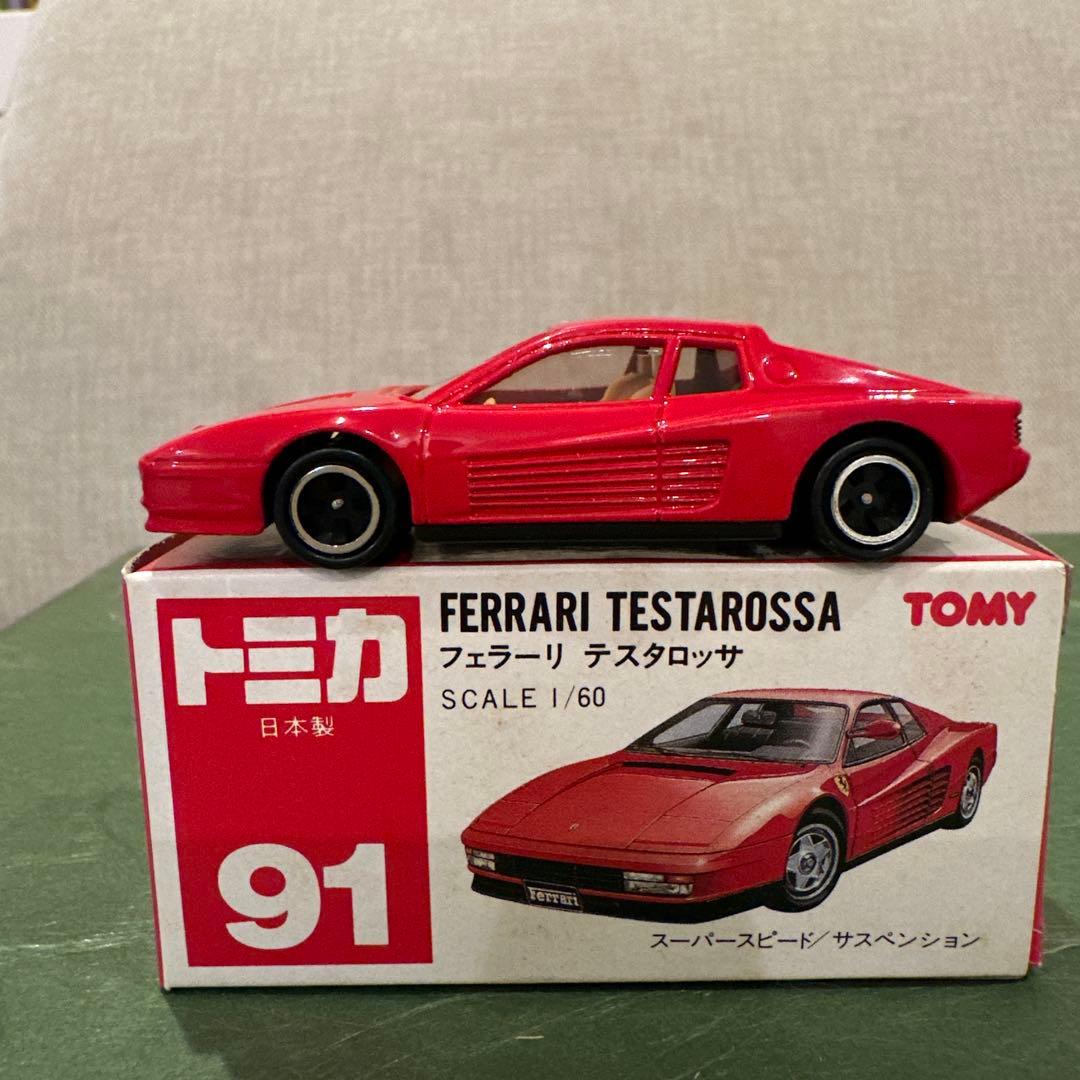 トミカ
日本製
91
FERRARI TESTAROSSA
フェラーリ テスタロッサ
SCALE 1/60
TOMY
Ferrari
スーパースピード/サスペンション